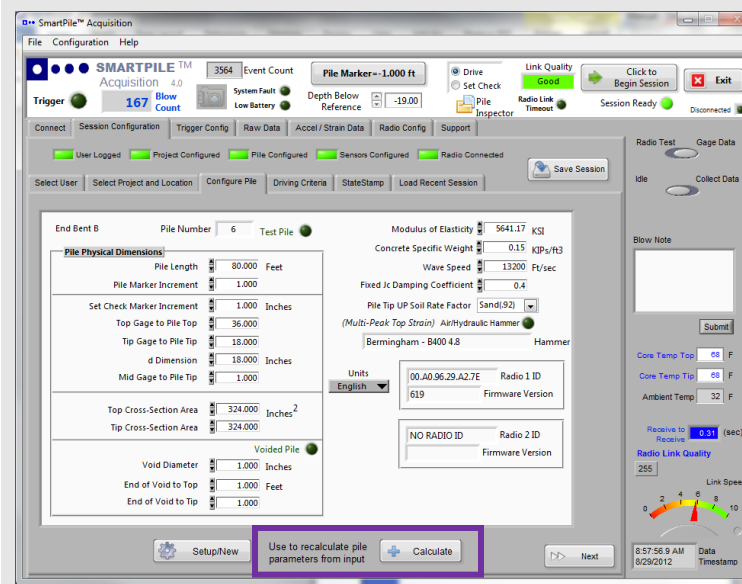 SmartPile™ Acquisition
File Configuration Help
SMARTPILE TM
Acquisition 4.0
3564 Event Count
Pile Marker=-1.000 ft
Drive
Set Check
Link Quality
Good
Click to
Begin Session
Exit
Trigger
167 Blow
Count
System Fault
Low Battery
Depth Below
Reference
-19.00
Pile
Inspector
Radio Link
Timeout
Session Ready
Disconnected
Connect Session Configuration Trigger Config Raw Data Accel / Strain Data Radio Config Support
User Logged Project Configured Pile Configured Sensors Configured Radio Connected
Save Session
Select User Select Project and Location Configure Pile Driving Criteria StateStamp Load Recent Session
End Bent B Pile Number 6 Test Pile
Pile Physical Dimensions
Pile Length 80.000 Feet
Pile Marker Increment 1.000
Set Check Marker Increment 1.000 Inches
Top Gage to Pile Top 36.000
Tip Gage to Pile Tip 18.000
d Dimension 18.000 Inches
Mid Gage to Pile Tip 1.000
Top Cross-Section Area 324.000 Inches2
Tip Cross-Section Area 324.000
Voided Pile
Void Diameter 1.000 Inches
End of Void to Top 1.000 Feet
End of Void to Tip 1.000
Modulus of Elasticity 5641.17 KSI
Concrete Specific Weight 0.15 KIPs/ft3
Wave Speed 13200 Ft/sec
Fixed Jc Damping Coefficient 0.4
Pile Tip UP Soil Rate Factor Sand(.92)
(Multi-Peak Top Strain) Air/Hydraulic Hammer
Bermingham - B400 4.8 Hammer
Units
English
00.A0.96.29.A2.7E Radio 1 ID
619 Firmware Version
NO RADIO ID Radio 2 ID
Firmware Version
Setup/New
Use to recalculate pile
parameters from input
Calculate
Next
Radio Test Gage Data
Idle Collect Data
Blow Note
Submit
Core Temp Top 68 F
Core Temp Tip 68 F
Ambient Temp 32 F
Receive to
Receive
0.31 (sec)
Radio Link Quality
255
Link Spee
0 2 4 6 8 10
8:57:56.9 AM
8/29/2012
Data
Timestamp